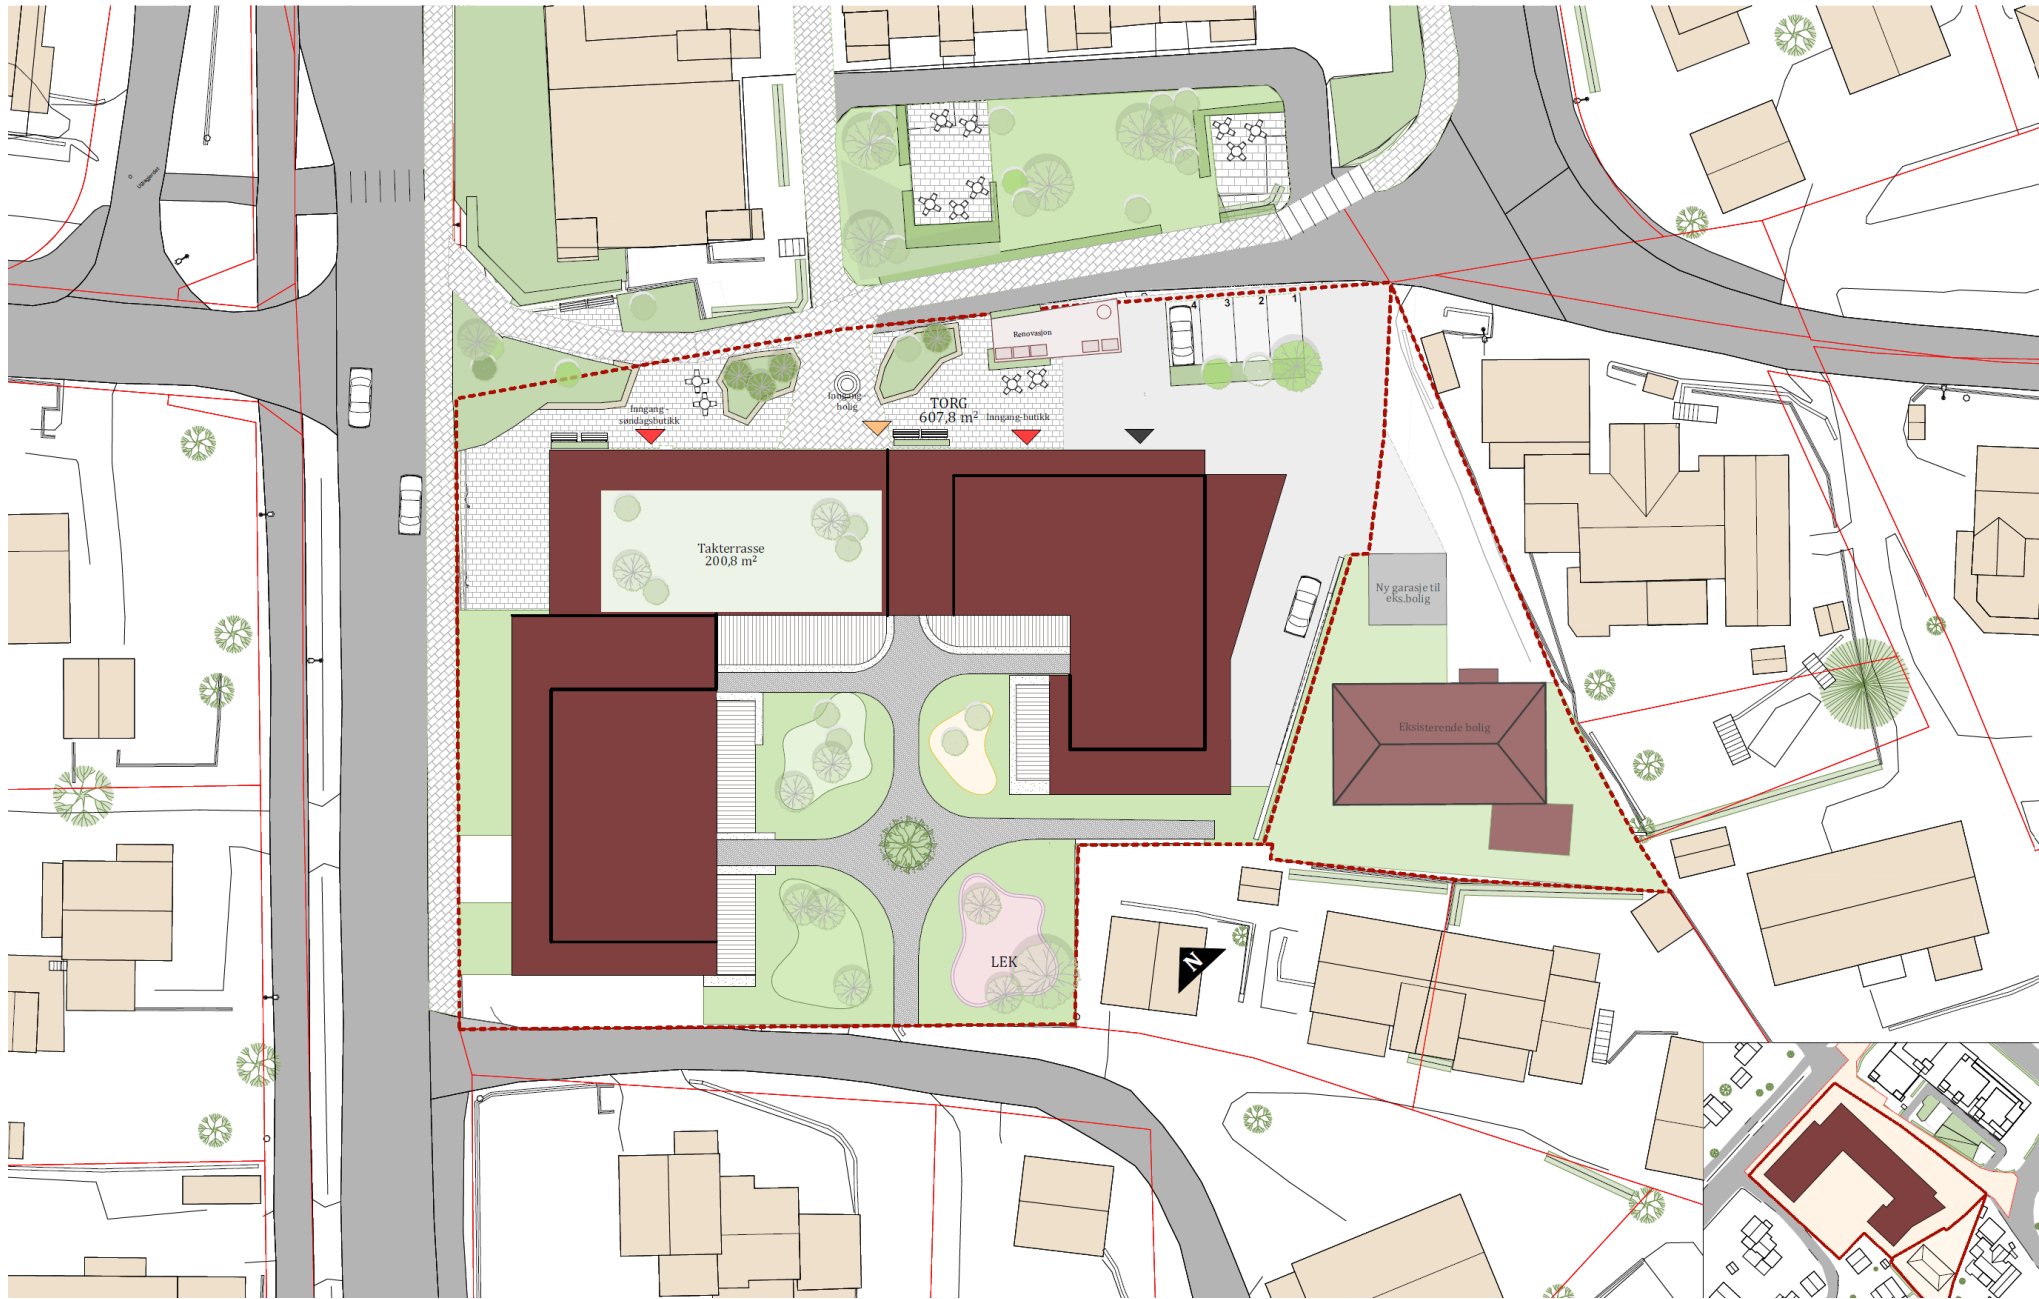 4
3
2
1
Renovasjon
Inngang
bolig
TORG
607,8 m²
Inngang -
søndagsbutikk
Inngang-butikk
Takterrasse
200,8 m²
Ny garasje til
eks.bolig
Eksisterende bolig
LEK
N